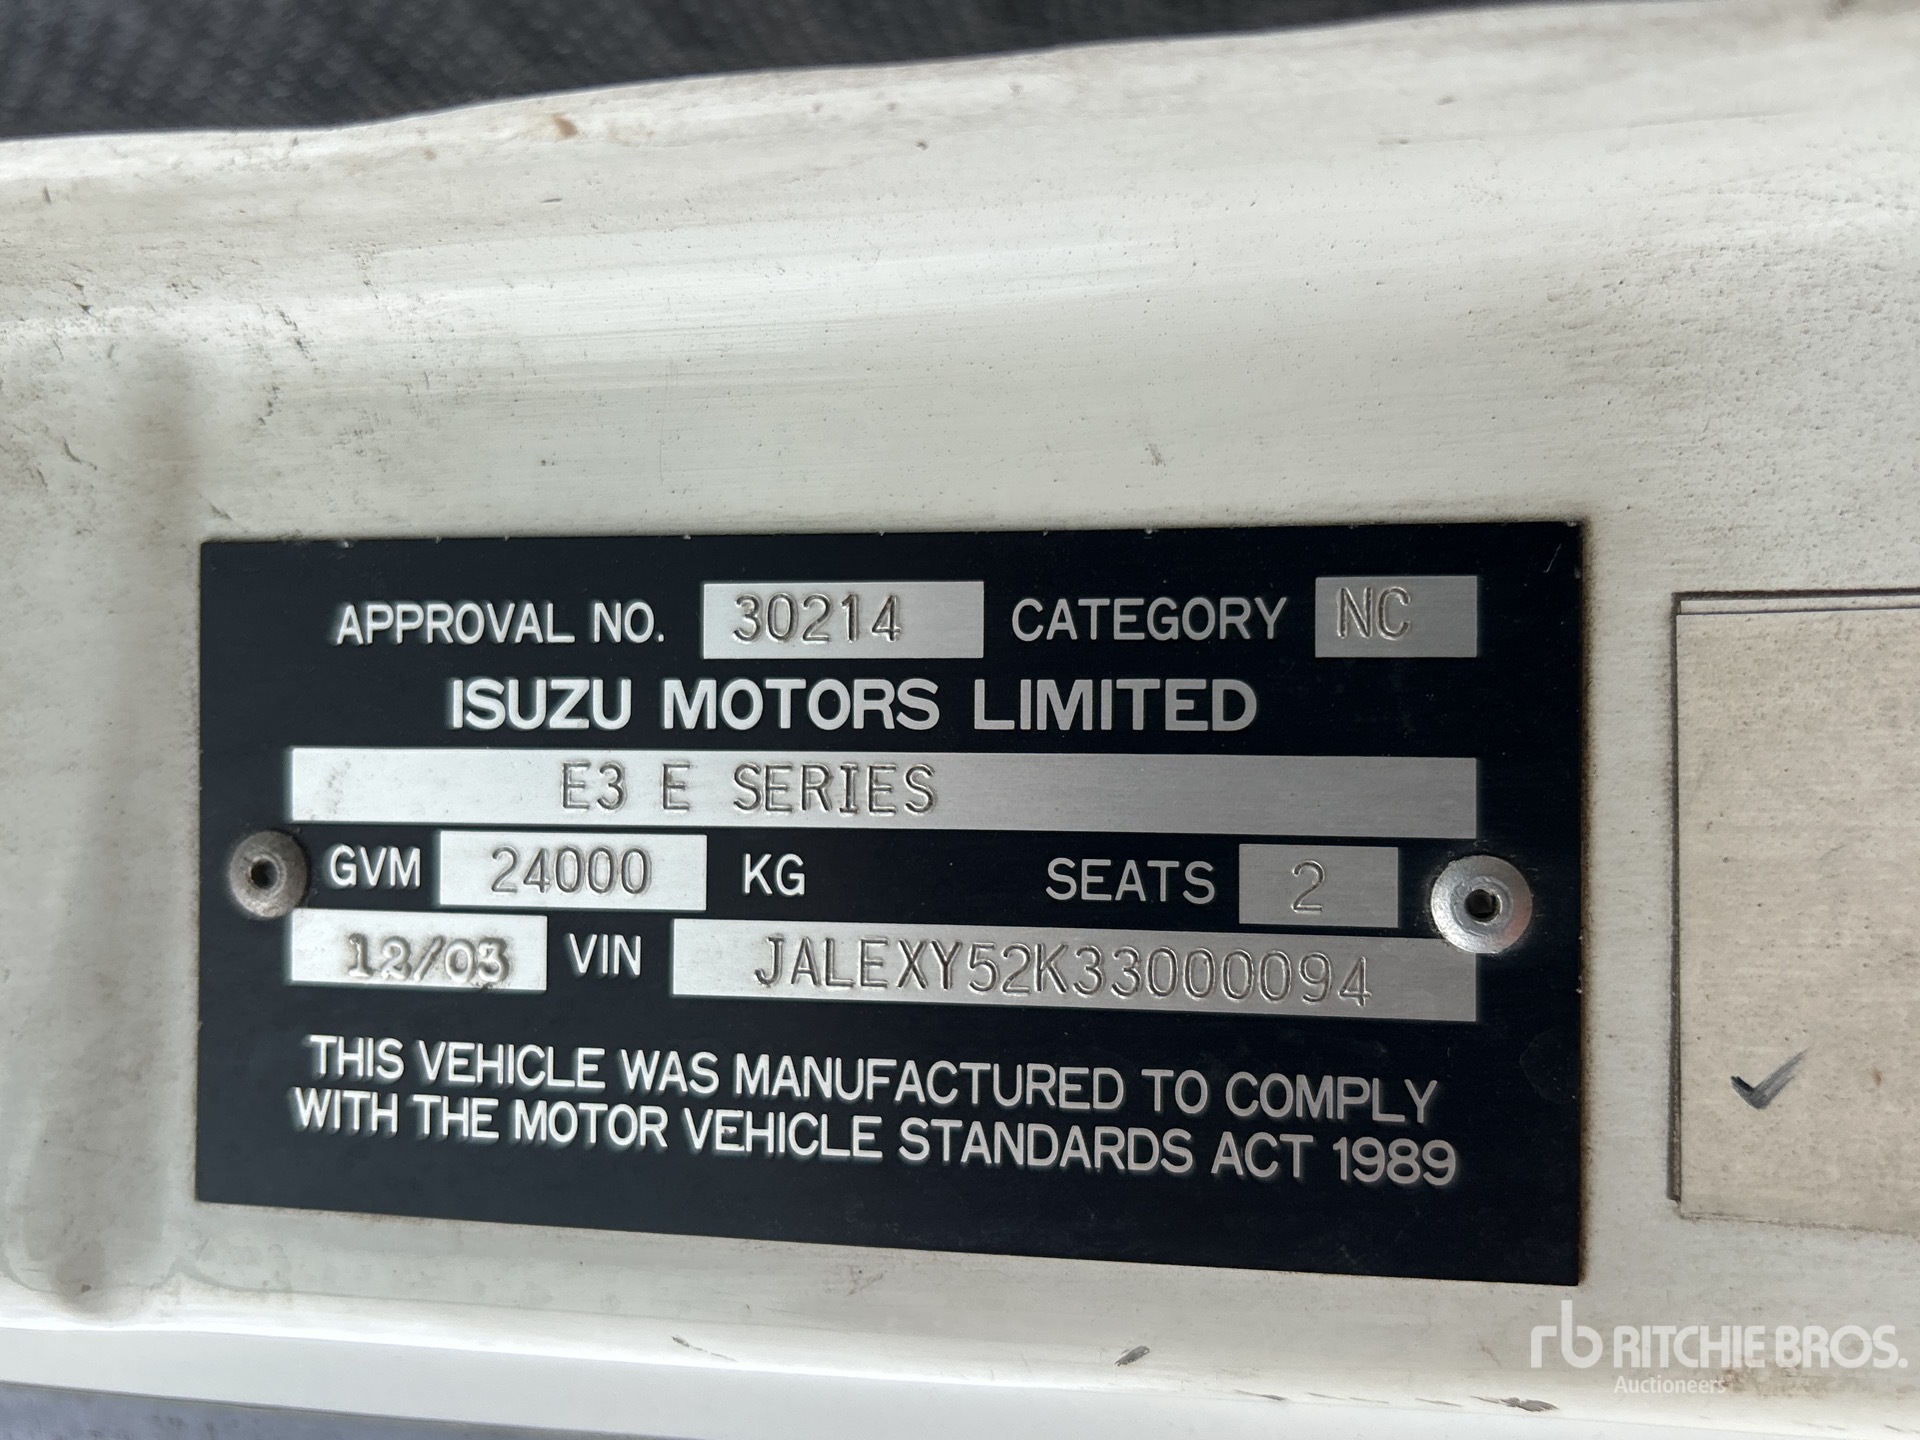 APPROVAL NO. 30214 CATEGORY NC
ISUZU MOTORS LIMITED
E3 E SERIES
GVM 24000 KG SEATS 2
12/03 VIN JALEXY52K33000094
THIS VEHICLE WAS MANUFACTURED TO COMPLY
WITH THE MOTOR VEHICLE STANDARDS ACT 1989
rb RITCHIE BROS.
Auctioneers